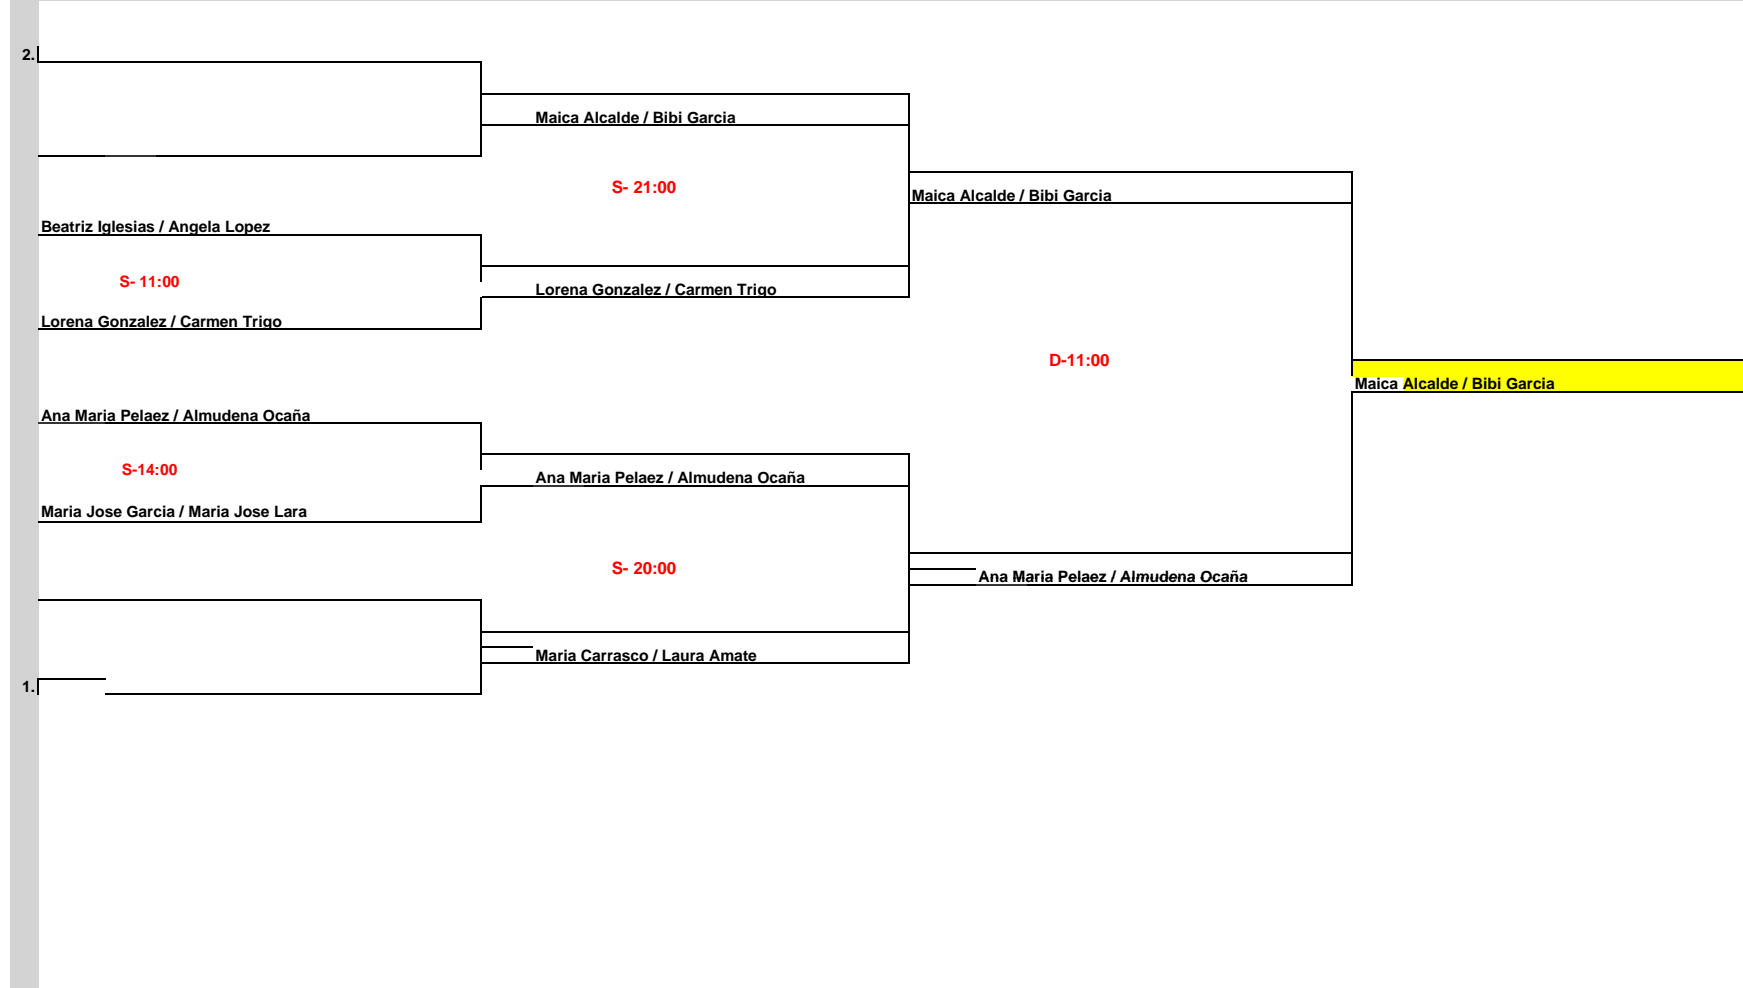 2.
Maica Alcalde / Bibi Garcia
S- 21:00
Maica Alcalde / Bibi Garcia
Beatriz Iglesias / Angela Lopez
S- 11:00
Lorena Gonzalez / Carmen Trigo
Lorena Gonzalez / Carmen Trigo
D-11:00
Maica Alcalde / Bibi Garcia
Ana Maria Pelaez / Almudena Ocaña
S-14:00
Ana Maria Pelaez / Almudena Ocaña
Maria Jose Garcia / Maria Jose Lara
S- 20:00
Ana Maria Pelaez / Almudena Ocaña
Maria Carrasco / Laura Amate
1.